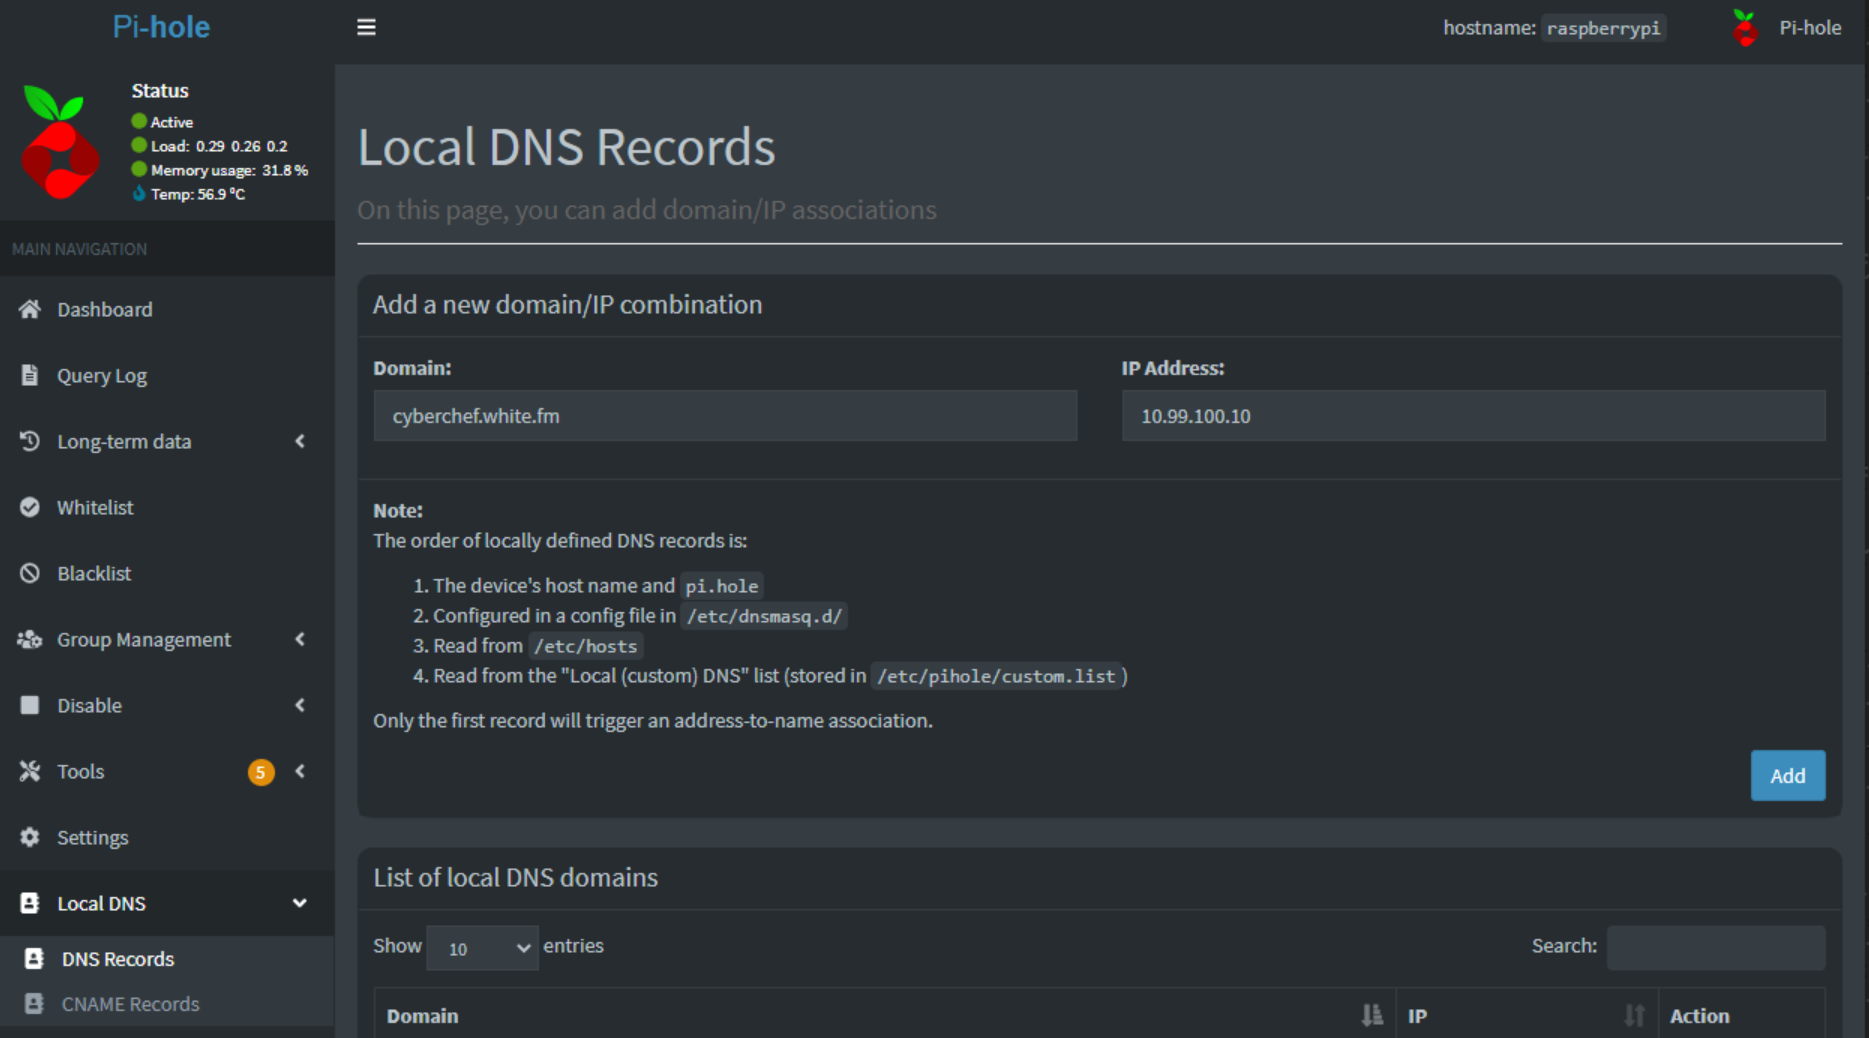 Pi-hole
hostname: raspberrypi
Pi-hole
Status
Active
Load: 0.29 0.26 0.2
Memory usage: 31.8 %
Temp: 56.9 °C
MAIN NAVIGATION
Dashboard
Query Log
Long-term data
Whitelist
Blacklist
Group Management
Disable
Tools 5
Settings
Local DNS
DNS Records
CNAME Records
Local DNS Records
On this page, you can add domain/IP associations
Add a new domain/IP combination
Domain: IP Address:
cyberchef.white.fm 10.99.100.10
Note:
The order of locally defined DNS records is:
1. The device's host name and pi.hole
2. Configured in a config file in /etc/dnsmasq.d/
3. Read from /etc/hosts
4. Read from the "Local (custom) DNS" list (stored in /etc/pihole/custom.list )
Only the first record will trigger an address-to-name association.
Add
List of local DNS domains
Show 10 entries Search:
Domain IP Action